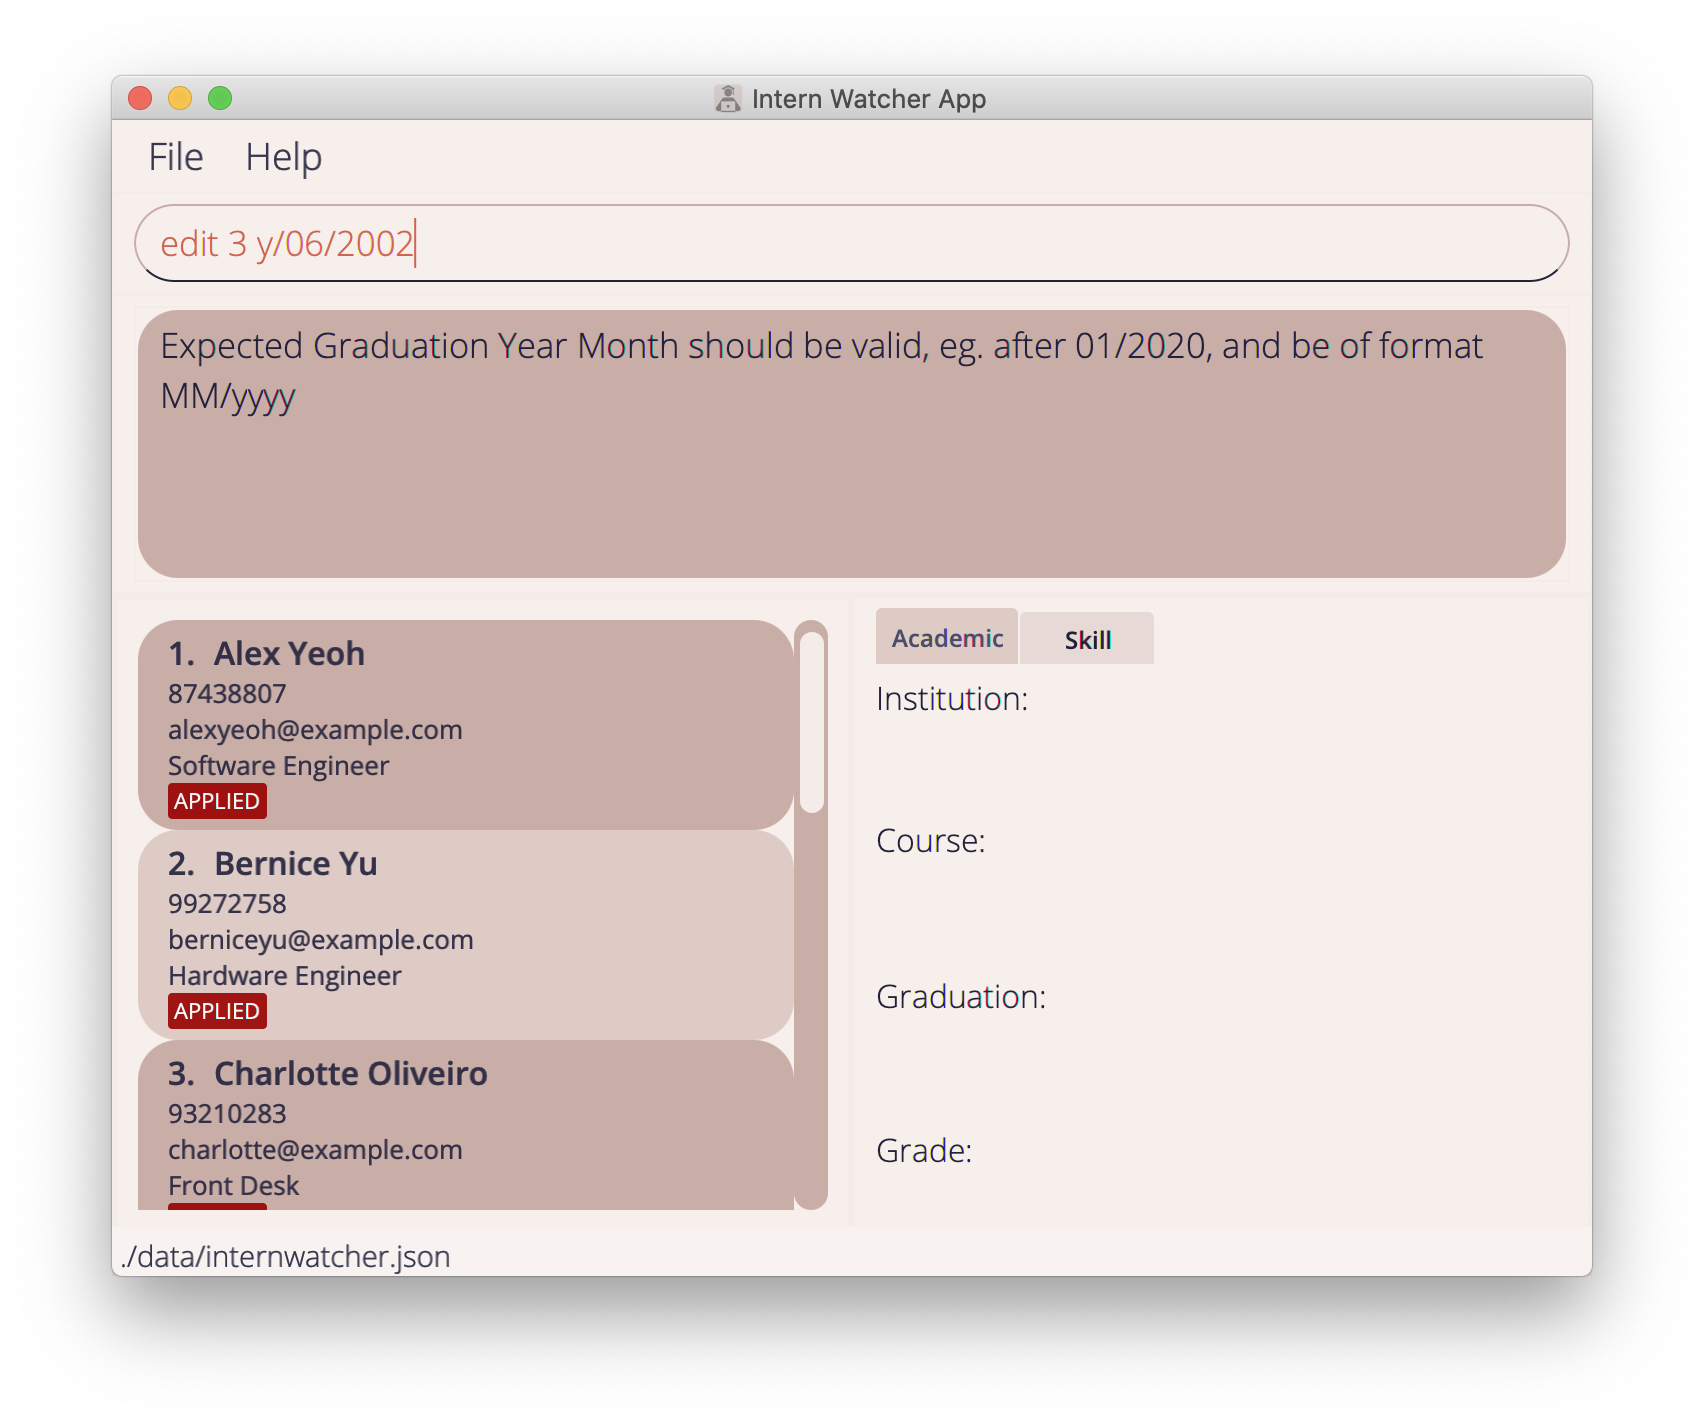 Intern Watcher App
File Help
edit 3 y/06/2002
Expected Graduation Year Month should be valid, eg. after 01/2020, and be of format
MM/yyyy
1. Alex Yeoh
87438807
alexyeoh@example.com
Software Engineer
APPLIED
2. Bernice Yu
99272758
berniceyu@example.com
Hardware Engineer
APPLIED
3. Charlotte Oliveiro
93210283
charlotte@example.com
Front Desk
Academic Skill
Institution:
Course:
Graduation:
Grade:
./data/internwatcher.json